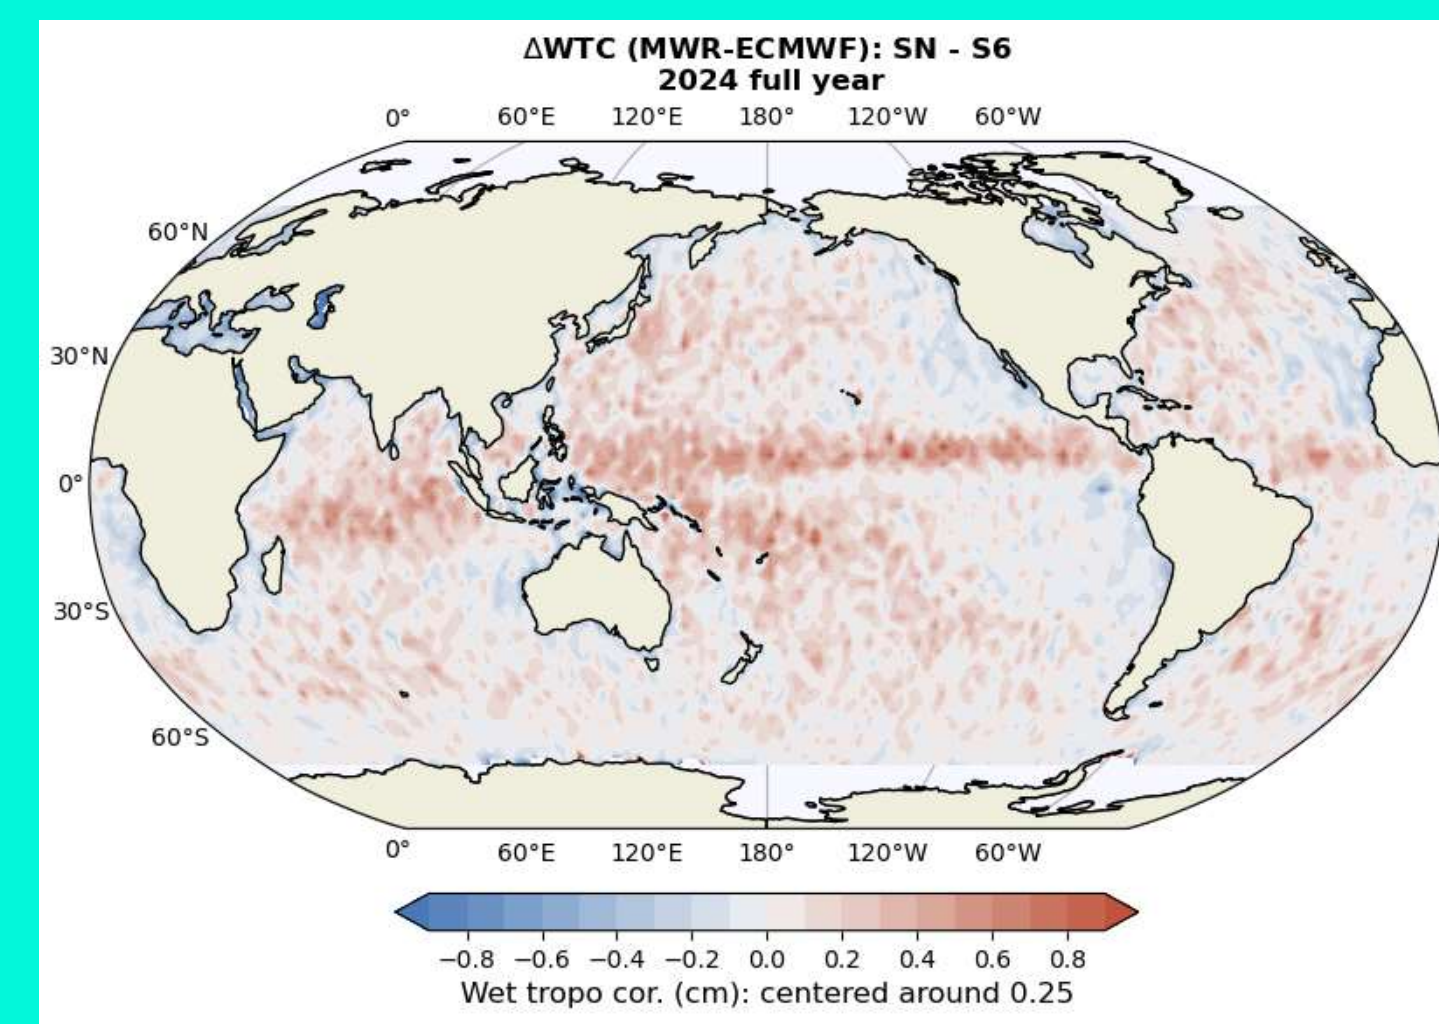 ΔWTC (MWR-ECMWF): SN - S6
2024 full year
0° 60°E 120°E 180° 120°W 60°W
60°N
30°N
0°
30°S
60°S
0° 60°E 120°E 180° 120°W 60°W
−0.8 −0.6 −0.4 −0.2 0.0 0.2 0.4 0.6 0.8
Wet tropo cor. (cm): centered around 0.25